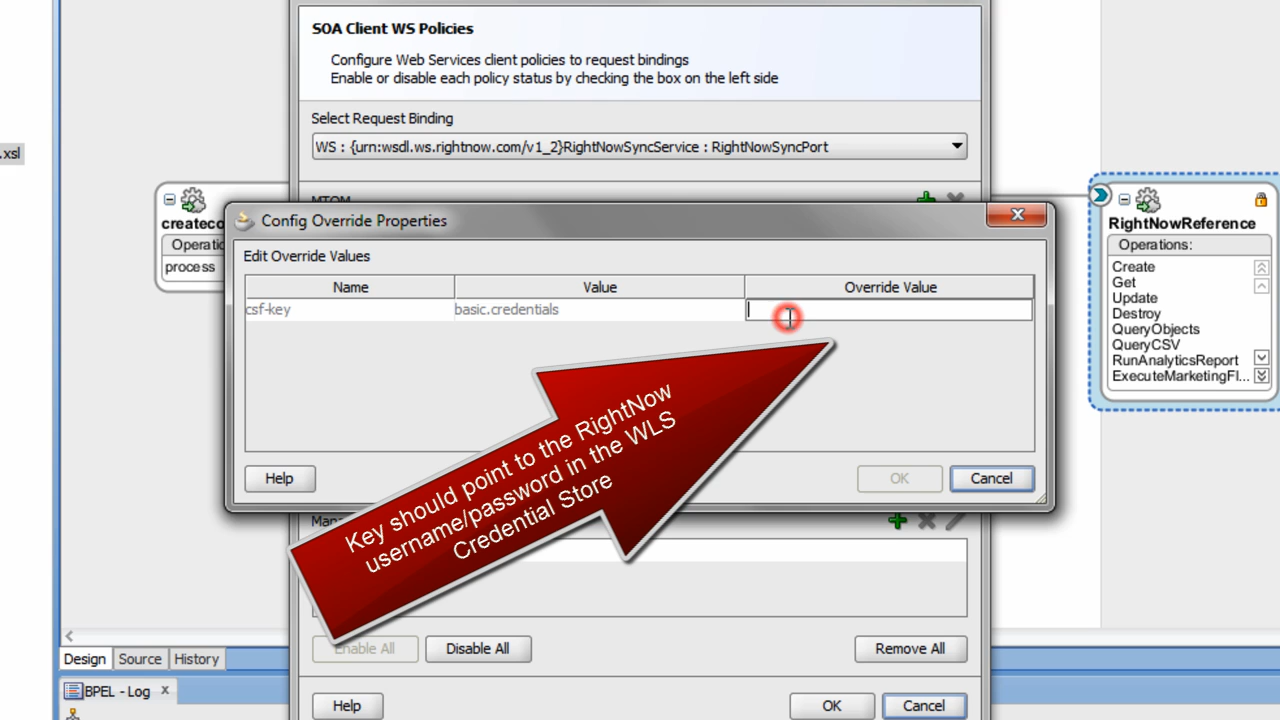 SOA Client WS Policies
Configure Web Services client policies to request bindings
Enable or disable each policy status by checking the box on the left side
Select Request Binding
WS : {urn:wsdl.ws.rightnow.com/v1_2}RightNowSyncService : RightNowSyncPort
.xsl
MTOM
createco
Operatio
process
RightNowReference
Operations:
Create
Get
Update
Destroy
QueryObjects
QueryCSV
RunAnalyticsReport
ExecuteMarketingFl...
Config Override Properties
Edit Override Values
Name Value Override Value
csf-key basic.credentials
Help OK Cancel
Key should point to the RightNow
username/password in the WLS
Credential Store
Mana
Enable All Disable All Remove All
Design Source History
BPEL - Log x
Help OK Cancel